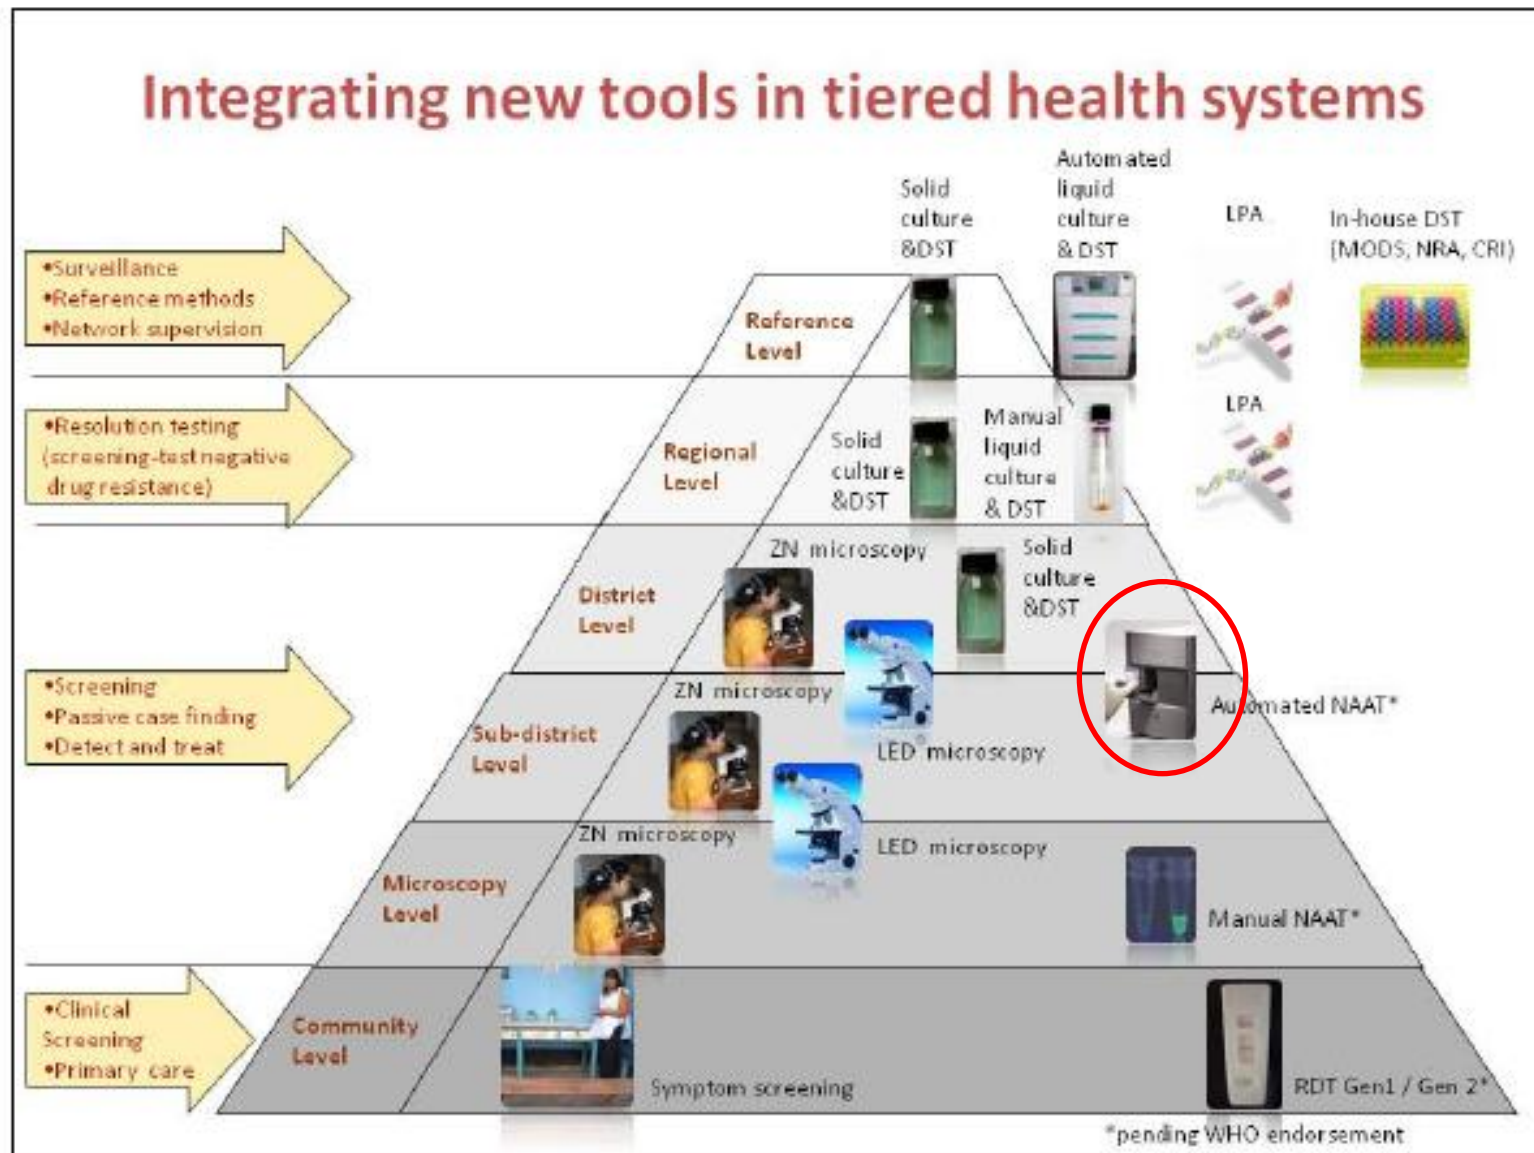 Integrating new tools in tiered health systems
•Surveillance
•Reference methods
•Network supervision
Reference
Level
Solid
culture
&DST
Automated
liquid
culture
& DST
LPA
In-house DST
(MODS, NRA, CRI)
•Resolution testing
(screening-test negative
drug resistance)
Regional
Level
Solid
culture
&DST
Manual
liquid
culture
& DST
LPA
District
Level
ZN microscopy
Solid
culture
&DST
•Screening
•Passive case finding
•Detect and treat
Sub-district
Level
ZN microscopy
LED microscopy
Automated NAAT*
Microscopy
Level
ZN microscopy
LED microscopy
Manual NAAT*
•Clinical
Screening
•Primary care
Community
Level
Symptom screening
RDT Gen1 / Gen 2*
*pending WHO endorsement